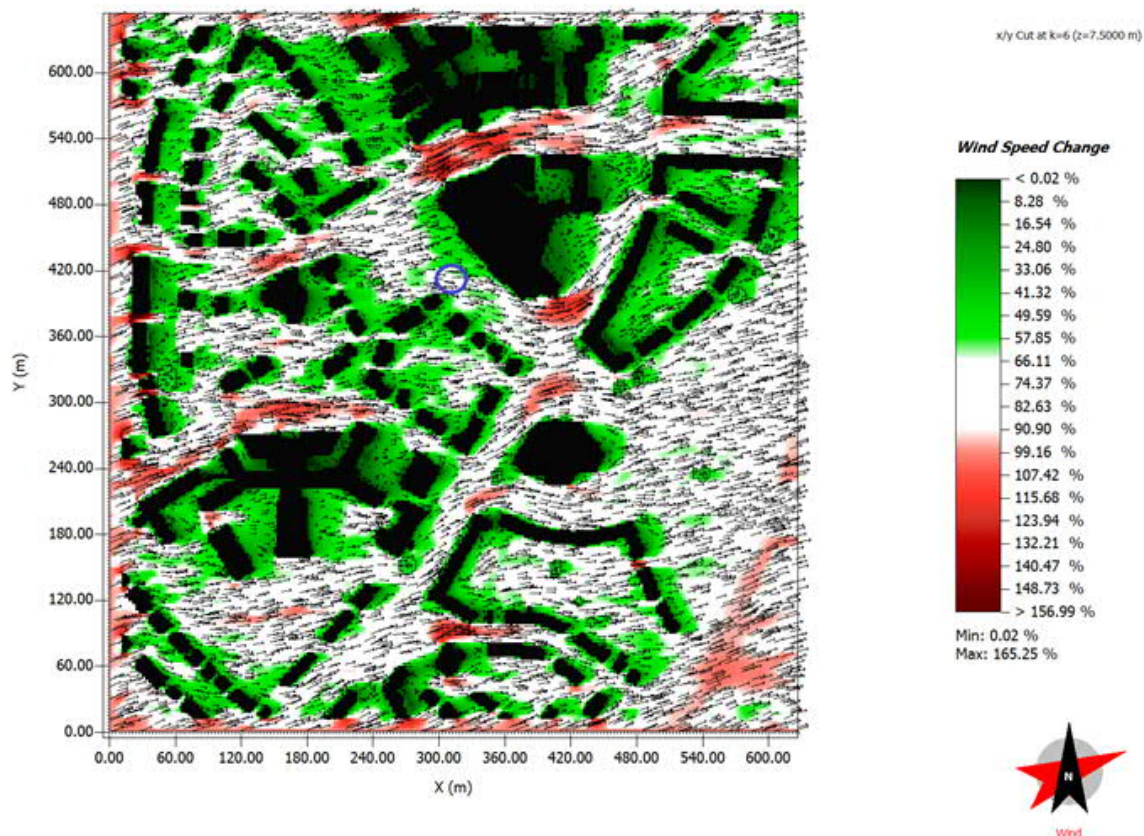 x/y Cut at k=6 (z=7.5000 m)
Wind Speed Change
< 0.02 %
8.28 %
16.54 %
24.80 %
33.06 %
41.32 %
49.59 %
57.85 %
66.11 %
74.37 %
82.63 %
90.90 %
99.16 %
107.42 %
115.68 %
123.94 %
132.21 %
140.47 %
148.73 %
> 156.99 %
Min: 0.02 %
Max: 165.25 %
Y (m)
600.00
540.00
480.00
420.00
360.00
300.00
240.00
180.00
120.00
60.00
0.00
0.00 60.00 120.00 180.00 240.00 300.00 360.00 420.00 480.00 540.00 600.00
X (m)
N
Wind